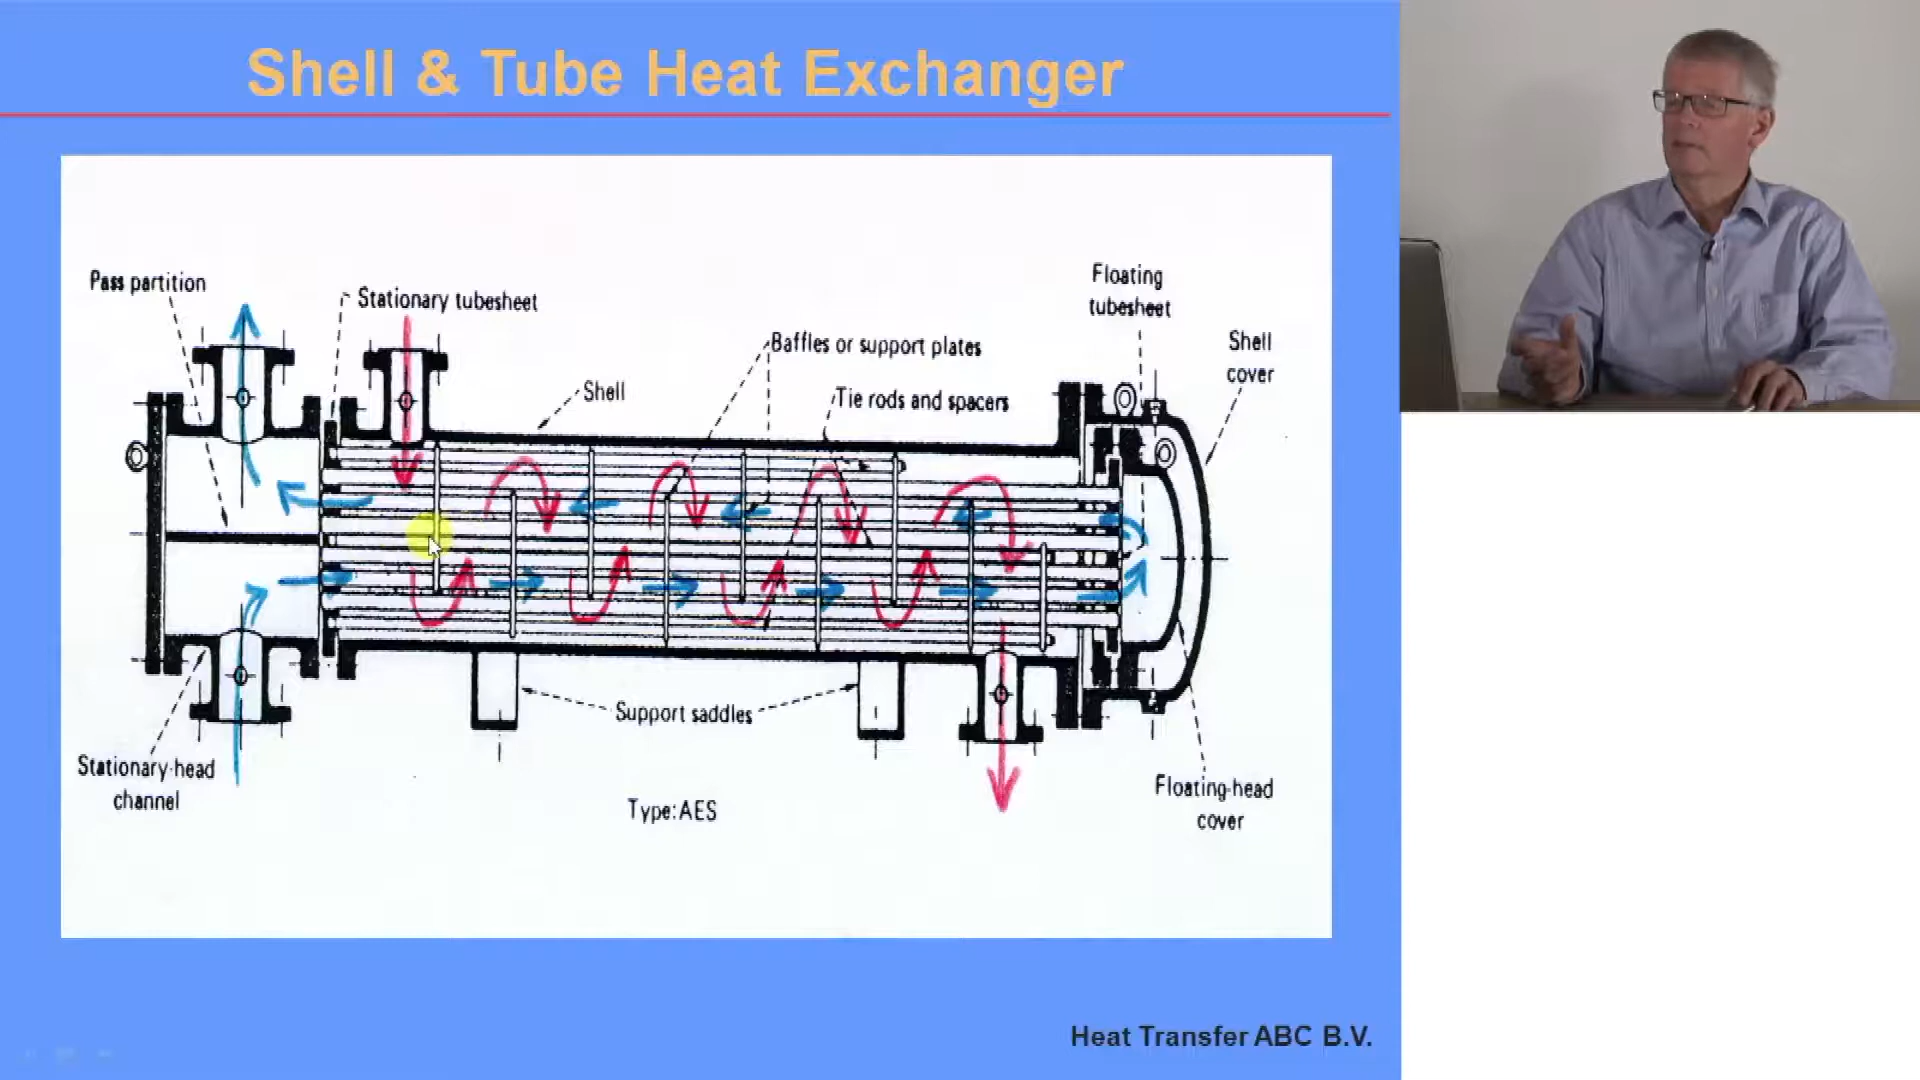 Shell & Tube Heat Exchanger
Pass partition
Stationary tubesheet
Floating
tubesheet
Baffles or support plates
Shell
cover
Shell
Tie rods and spacers
Support saddles
Stationary-head
channel
Type:AES
Floating-head
cover
Heat Transfer ABC B.V.